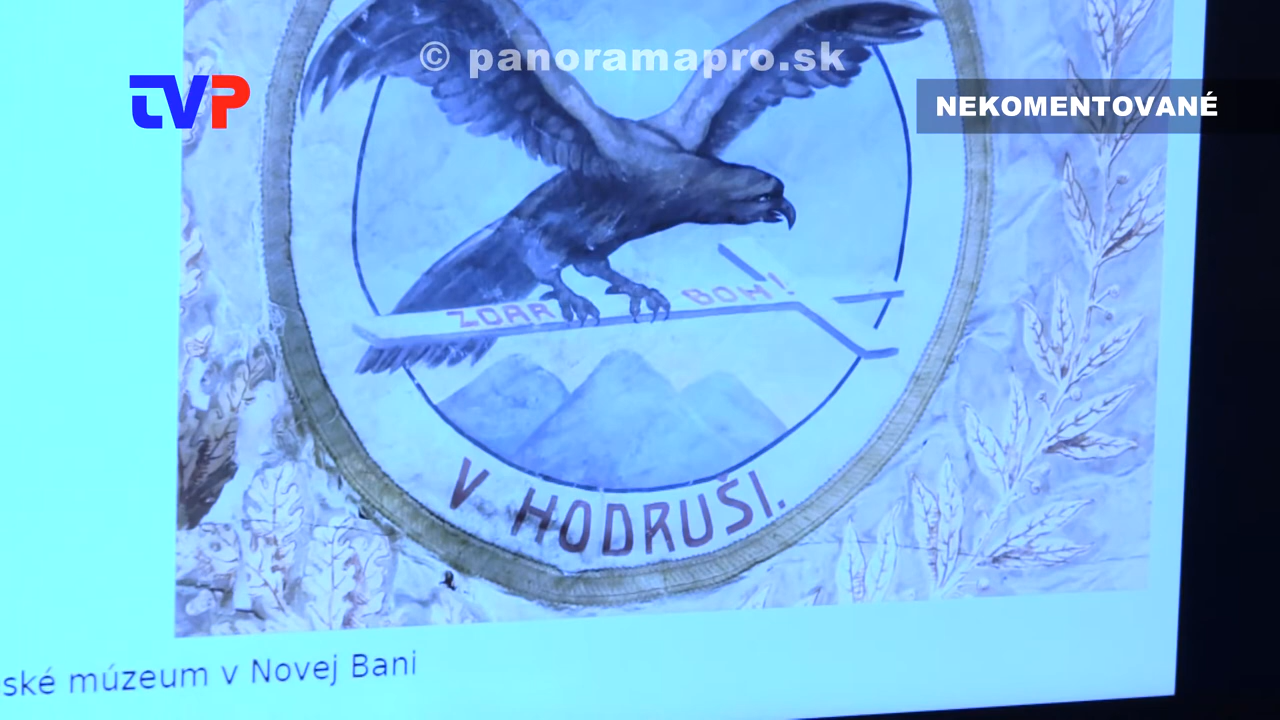 © panoramapro.sk
TVP
NEKOMENTOVANÉ
ZDAR BOH!
V HODRUŠI.
ské múzeum v Novej Bani